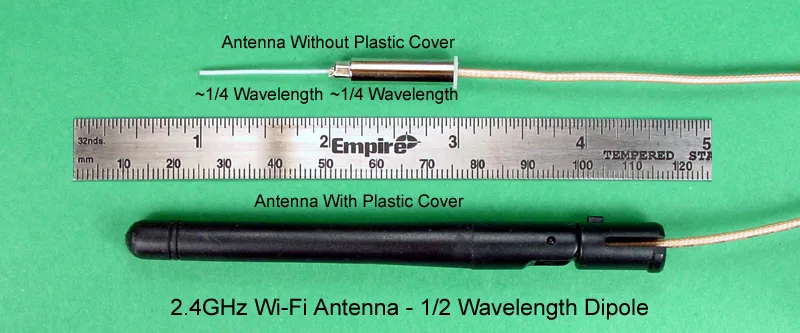 Antenna Without Plastic Cover
~1/4 Wavelength ~1/4 Wavelength
1 2 3 4 5
32nds. Empire
mm 10 20 30 40 50 60 70 80 90 100 110 120
TEMPERED STA
Antenna With Plastic Cover
2.4GHz Wi-Fi Antenna - 1/2 Wavelength Dipole